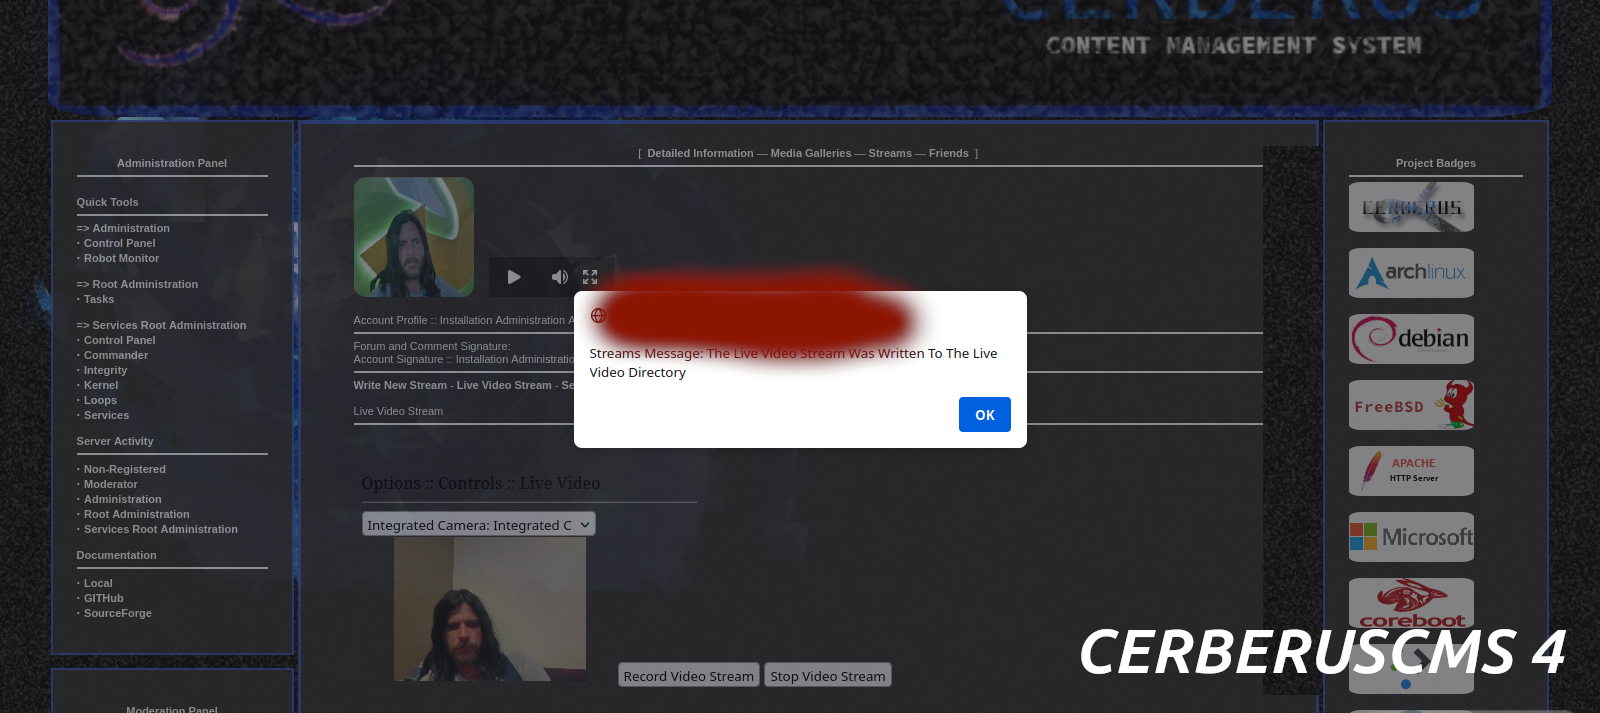 CERBERUS
CONTENT MANAGEMENT SYSTEM
Administration Panel
Quick Tools
=> Administration
· Control Panel
· Robot Monitor
=> Root Administration
· Tasks
=> Services Root Administration
· Control Panel
· Commander
· Integrity
· Kernel
· Loops
· Services
Server Activity
· Non-Registered
· Moderator
· Administration
· Root Administration
· Services Root Administration
Documentation
· Local
· GITHub
· SourceForge
Moderation Panel
[ Detailed Information — Media Galleries — Streams — Friends ]
Account Profile :: Installation Administration A
Forum and Comment Signature:
Account Signature :: Installation Administratio
Write New Stream - Live Video Stream - Se
Live Video Stream
Streams Message: The Live Video Stream Was Written To The Live
Video Directory
OK
Options :: Controls :: Live Video
Integrated Camera: Integrated C
Record Video Stream
Stop Video Stream
Project Badges
CERBERUS
archlinux
debian
FreeBSD
APACHE
HTTP Server
Microsoft
coreboot
CERBERUSCMS 4